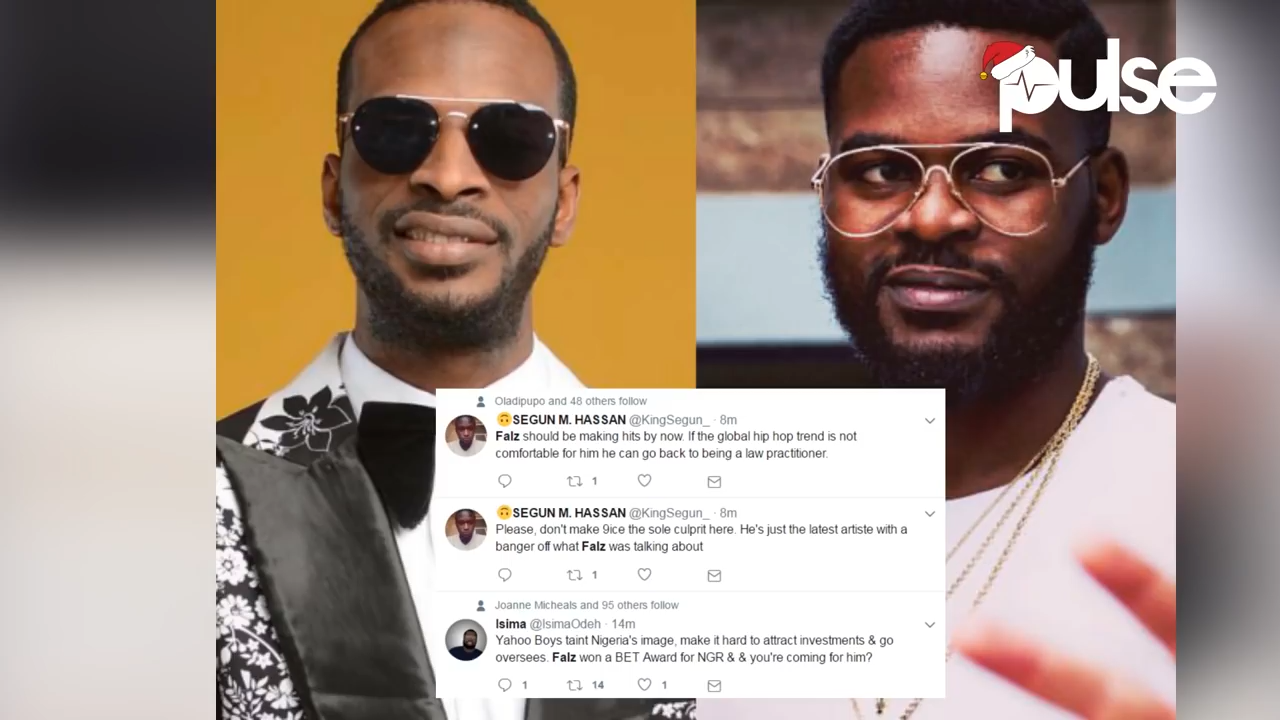 pulse
Oladipupo and 48 others follow
🙃SEGUN M. HASSAN @KingSegun_ · 8m
Falz should be making hits by now. If the global hip hop trend is not
comfortable for him he can go back to being a law practitioner.
1
🙃SEGUN M. HASSAN @KingSegun_ · 8m
Please, don't make 9ice the sole culprit here. He's just the latest artiste with a
banger off what Falz was talking about
1
Joanne Micheals and 95 others follow
Isima @IsimaOdeh · 14m
Yahoo Boys taint Nigeria's image, make it hard to attract investments & go
oversees. Falz won a BET Award for NGR & & you're coming for him?
1 14 1